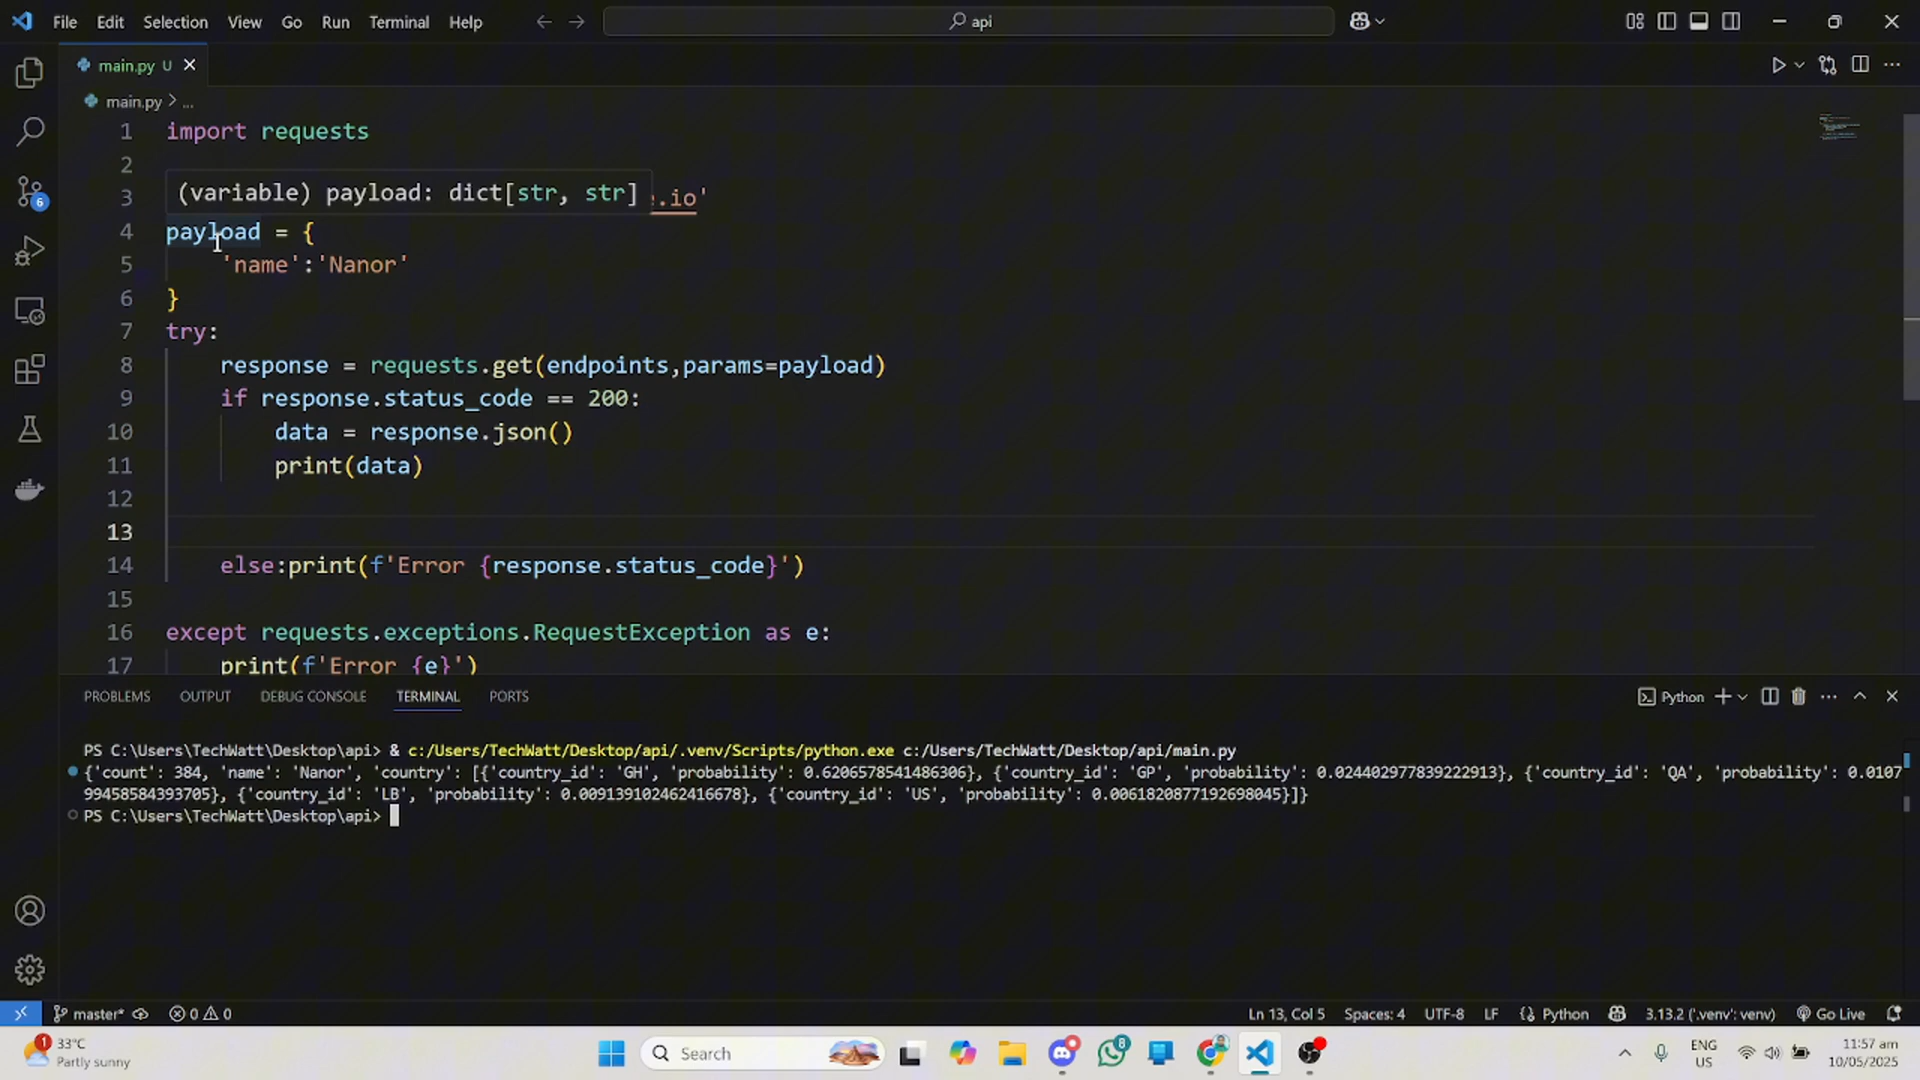 File Edit Selection View Go Run Terminal Help api
main.py U
main.py > ...
1 import requests
2
(variable) payload: dict[str, str]
3 e.io'
4 payload = {
5 'name':'Nanor'
6 }
7 try:
8 response = requests.get(endpoints,params=payload)
9 if response.status_code == 200:
10 data = response.json()
11 print(data)
12
13
14 else:print(f'Error {response.status_code}')
15
16 except requests.exceptions.RequestException as e:
17 print(f'Error {e}')
6
PROBLEMS OUTPUT DEBUG CONSOLE TERMINAL PORTS Python
PS C:\Users\TechWatt\Desktop\api> & c:/Users/TechWatt/Desktop/api/.venv/Scripts/python.exe c:/Users/TechWatt/Desktop/api/main.py
{'count': 384, 'name': 'Nanor', 'country': [{'country_id': 'GH', 'probability': 0.6206578541486306}, {'country_id': 'GP', 'probability': 0.024402977839222913}, {'country_id': 'QA', 'probability': 0.0107
99458584393705}, {'country_id': 'LB', 'probability': 0.009139102462416678}, {'country_id': 'US', 'probability': 0.0061820877192698045}]}
PS C:\Users\TechWatt\Desktop\api>
master* 0 0 Ln 13, Col 5 Spaces: 4 UTF-8 LF Python 3.13.2 ('.venv': venv) Go Live
1 33°C
Partly sunny
Search
8
ENG
US
11:57 am
10/05/2025